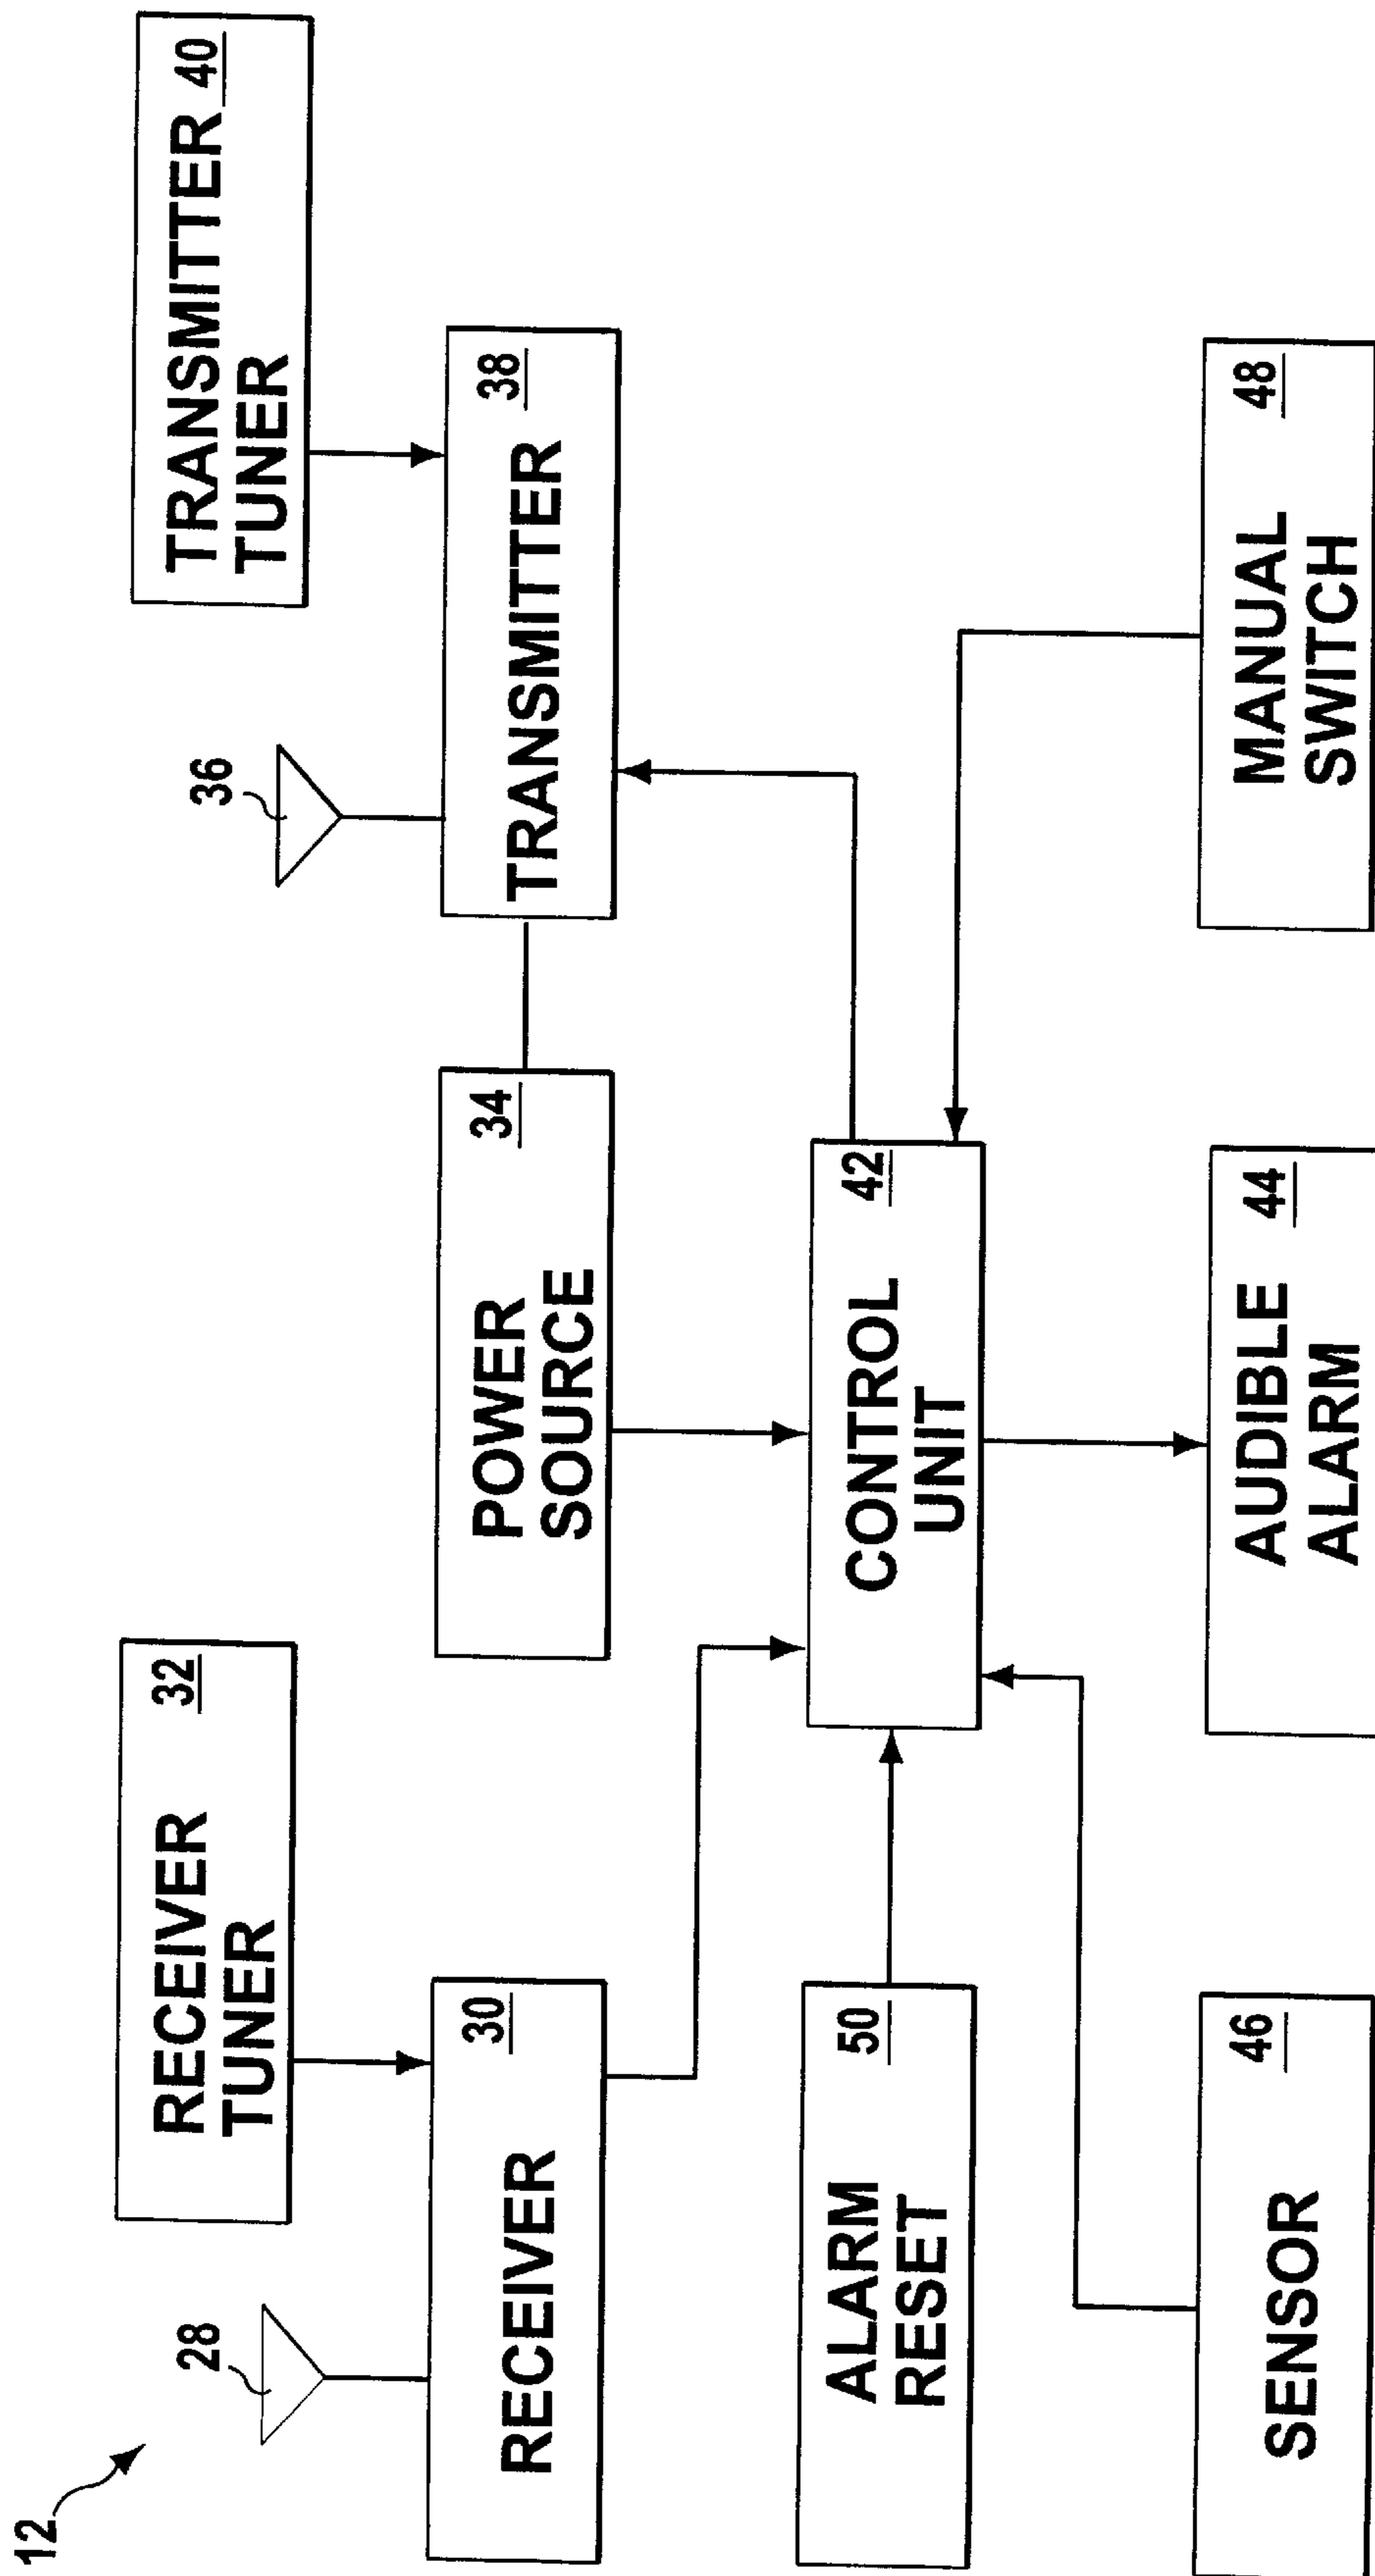 12
28
RECEIVER
TUNER
32
RECEIVER
30
POWER
SOURCE
34
36
TRANSMITTER
TUNER
40
TRANSMITTER
38
ALARM
RESET
50
CONTROL
UNIT
42
SENSOR
46
AUDIBLE
ALARM
44
MANUAL
SWITCH
48